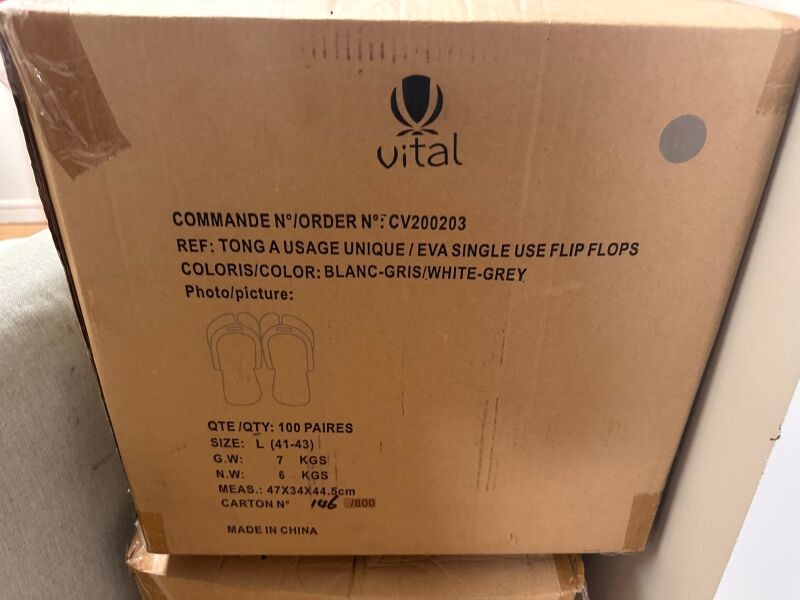 vital
COMMANDE N°/ORDER N°: CV200203
REF: TONG A USAGE UNIQUE / EVA SINGLE USE FLIP FLOPS
COLORIS/COLOR: BLANC-GRIS/WHITE-GREY
Photo/picture:
QTE /QTY: 100 PAIRES
SIZE: L (41-43)
G.W: 7 KGS
N.W: 6 KGS
MEAS.: 47X34X44.5cm
CARTON N° 146 /800
MADE IN CHINA